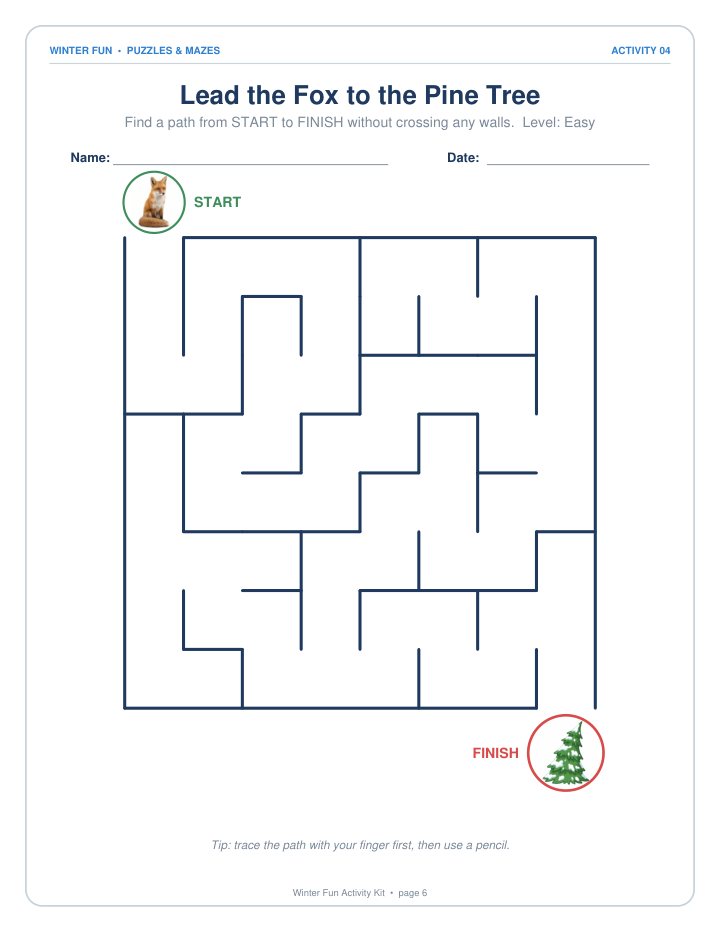 WINTER FUN • PUZZLES & MAZES ACTIVITY 04
Lead the Fox to the Pine Tree
Find a path from START to FINISH without crossing any walls. Level: Easy
Name: Date:
START
FINISH
Tip: trace the path with your finger first, then use a pencil.
Winter Fun Activity Kit • page 6